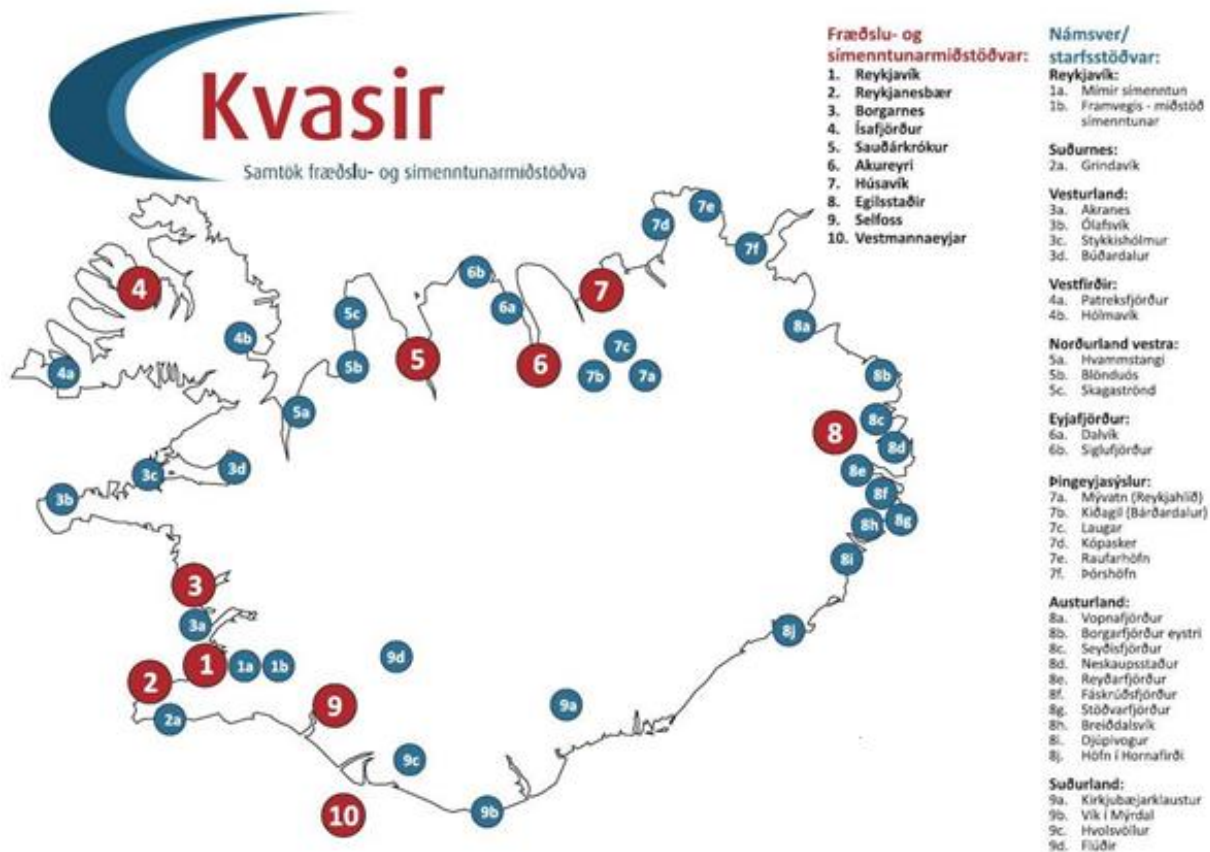 Kvasir
Samtök fræðslu- og símenntunarmiðstöðva
Fræðslu- og
símenntunarmiðstöðvar:
1. Reykjavík
2. Reykjanesbær
3. Borgarnes
4. Ísafjörður
5. Sauðárkrókur
6. Akureyri
7. Húsavík
8. Egilsstaðir
9. Selfoss
10. Vestmannaeyjar
Námsver/
starfsstöðvar:
Reykjavík:
1a. Mímir símenntun
1b. Framvegis - miðstöð
símenntunar
Suðurnes:
2a. Grindavík
Vesturland:
3a. Akranes
3b. Ólafsvík
3c. Stykkishólmur
3d. Búðardalur
Vestfirðir:
4a. Patreksfjörður
4b. Hólmavík
Norðurland vestra:
5a. Hvammstangi
5b. Blönduós
5c. Skagaströnd
Eyjafjörður:
6a. Dalvík
6b. Siglufjörður
Þingeyjasýslur:
7a. Mývatn (Reykjahlíð)
7b. Kiðagil (Bárðardalur)
7c. Laugar
7d. Kópasker
7e. Raufarhöfn
7f. Þórshöfn
Austurland:
8a. Vopnafjörður
8b. Borgarfjörður eystri
8c. Seyðisfjörður
8d. Neskaupsstaður
8e. Reyðarfjörður
8f. Fáskrúðsfjörður
8g. Stöðvarfjörður
8h. Breiðdalsvík
8i. Djúpivogur
8j. Höfn í Hornafirði
Suðurland:
9a. Kirkjubæjarklaustur
9b. Vík í Mýrdal
9c. Hvolsvöllur
9d. Flúðir
7e
7d
7f
6b
4
7
6a
5c
8a
4b
7c
5
6
5b
4a
7b
7a
8b
5a
8c
8
8d
3d
3c
8e
3b
8f
8g
8h
8i
3
3a
8j
9d
1
1a
1b
2
9
9a
2a
9c
10
9b